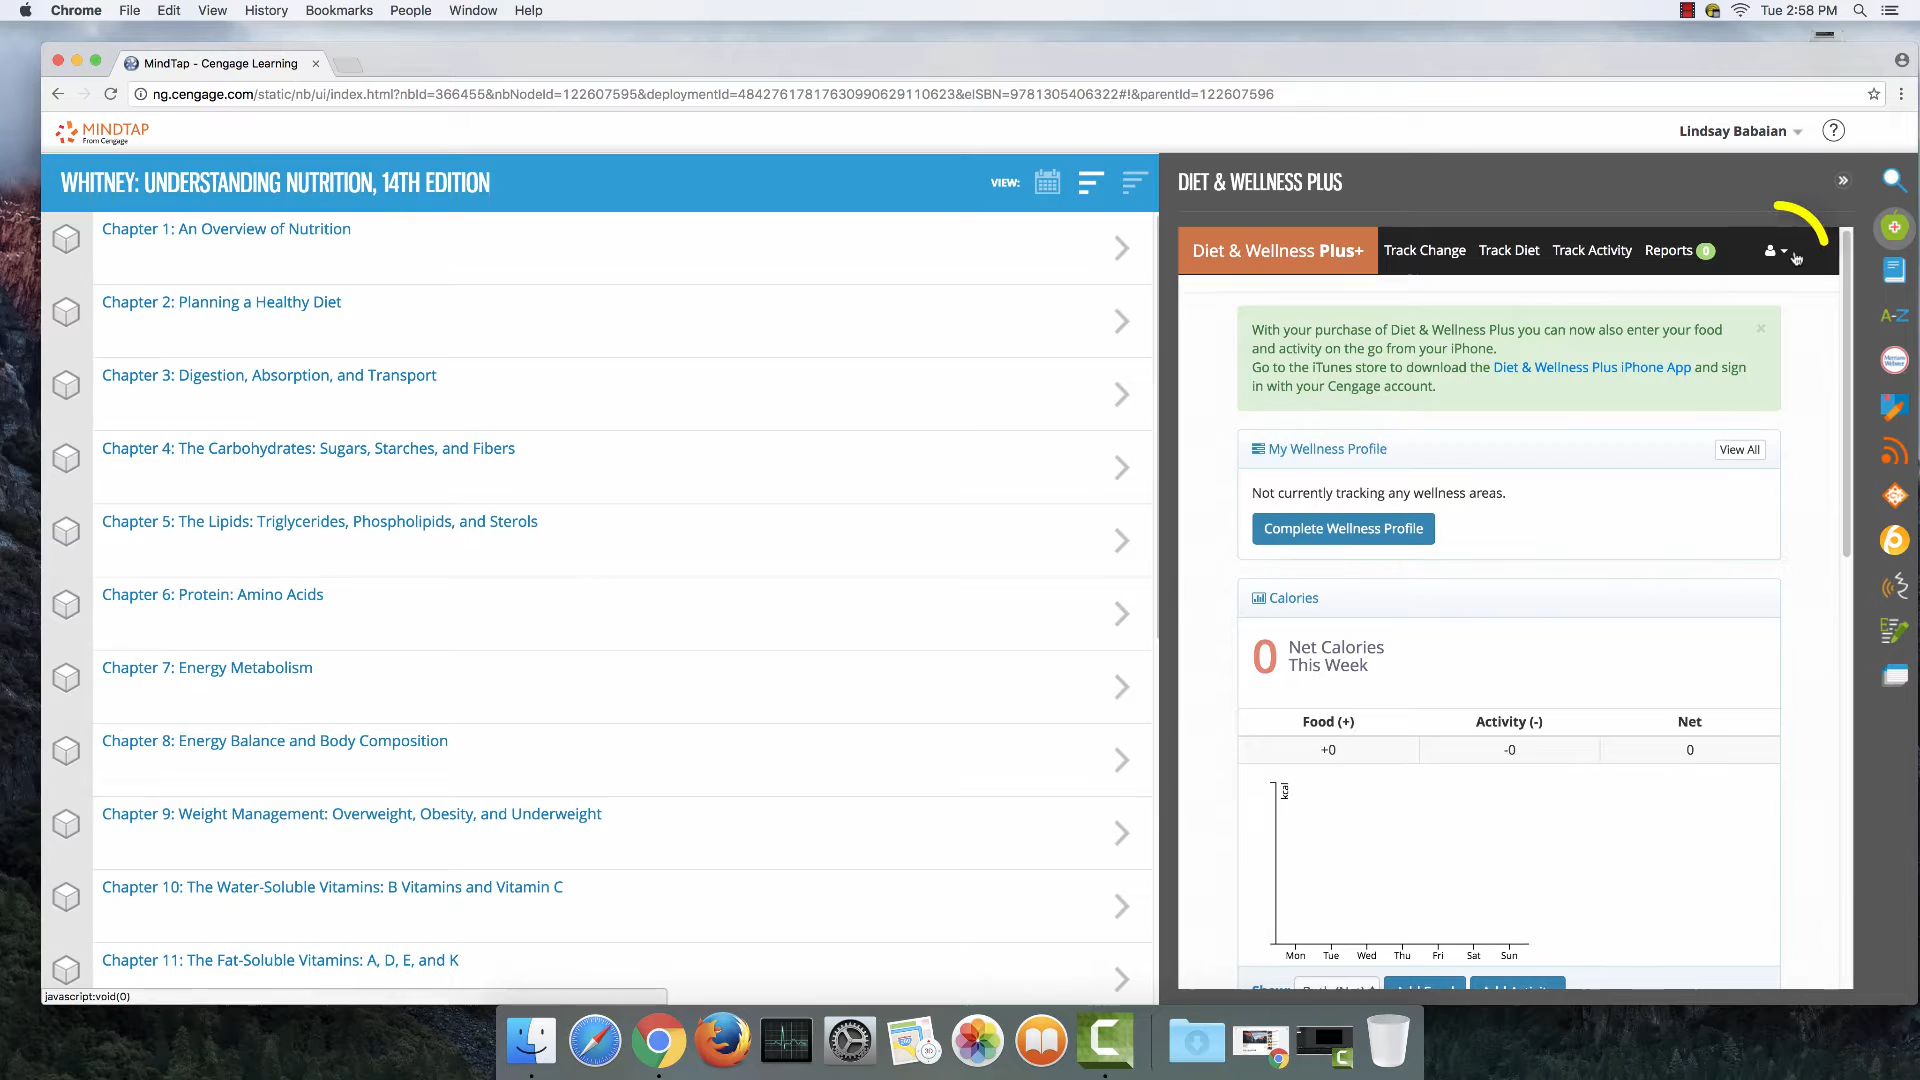 Chrome File Edit View History Bookmarks People Window Help
Tue 2:58 PM
MindTap - Cengage Learning
ng.cengage.com/static/nb/ui/index.html?nbId=366455&nbNodeId=122607595&deploymentId=48427617817630990629110623&eISBN=9781305406322#!&parentId=122607596
MINDTAP
From Cengage
Lindsay Babaian
?
WHITNEY: UNDERSTANDING NUTRITION, 14TH EDITION
VIEW:
Chapter 1: An Overview of Nutrition
Chapter 2: Planning a Healthy Diet
Chapter 3: Digestion, Absorption, and Transport
Chapter 4: The Carbohydrates: Sugars, Starches, and Fibers
Chapter 5: The Lipids: Triglycerides, Phospholipids, and Sterols
Chapter 6: Protein: Amino Acids
Chapter 7: Energy Metabolism
Chapter 8: Energy Balance and Body Composition
Chapter 9: Weight Management: Overweight, Obesity, and Underweight
Chapter 10: The Water-Soluble Vitamins: B Vitamins and Vitamin C
Chapter 11: The Fat-Soluble Vitamins: A, D, E, and K
javascript:void(0)
DIET & WELLNESS PLUS
Diet & Wellness Plus+ Track Change Track Diet Track Activity Reports 0
With your purchase of Diet & Wellness Plus you can now also enter your food
and activity on the go from your iPhone.
Go to the iTunes store to download the Diet & Wellness Plus iPhone App and sign
in with your Cengage account.
My Wellness Profile View All
Not currently tracking any wellness areas.
Complete Wellness Profile
Calories
0 Net Calories
This Week
Food (+) Activity (-) Net
+0 -0 0
kcal
Mon Tue Wed Thu Fri Sat Sun
A-Z